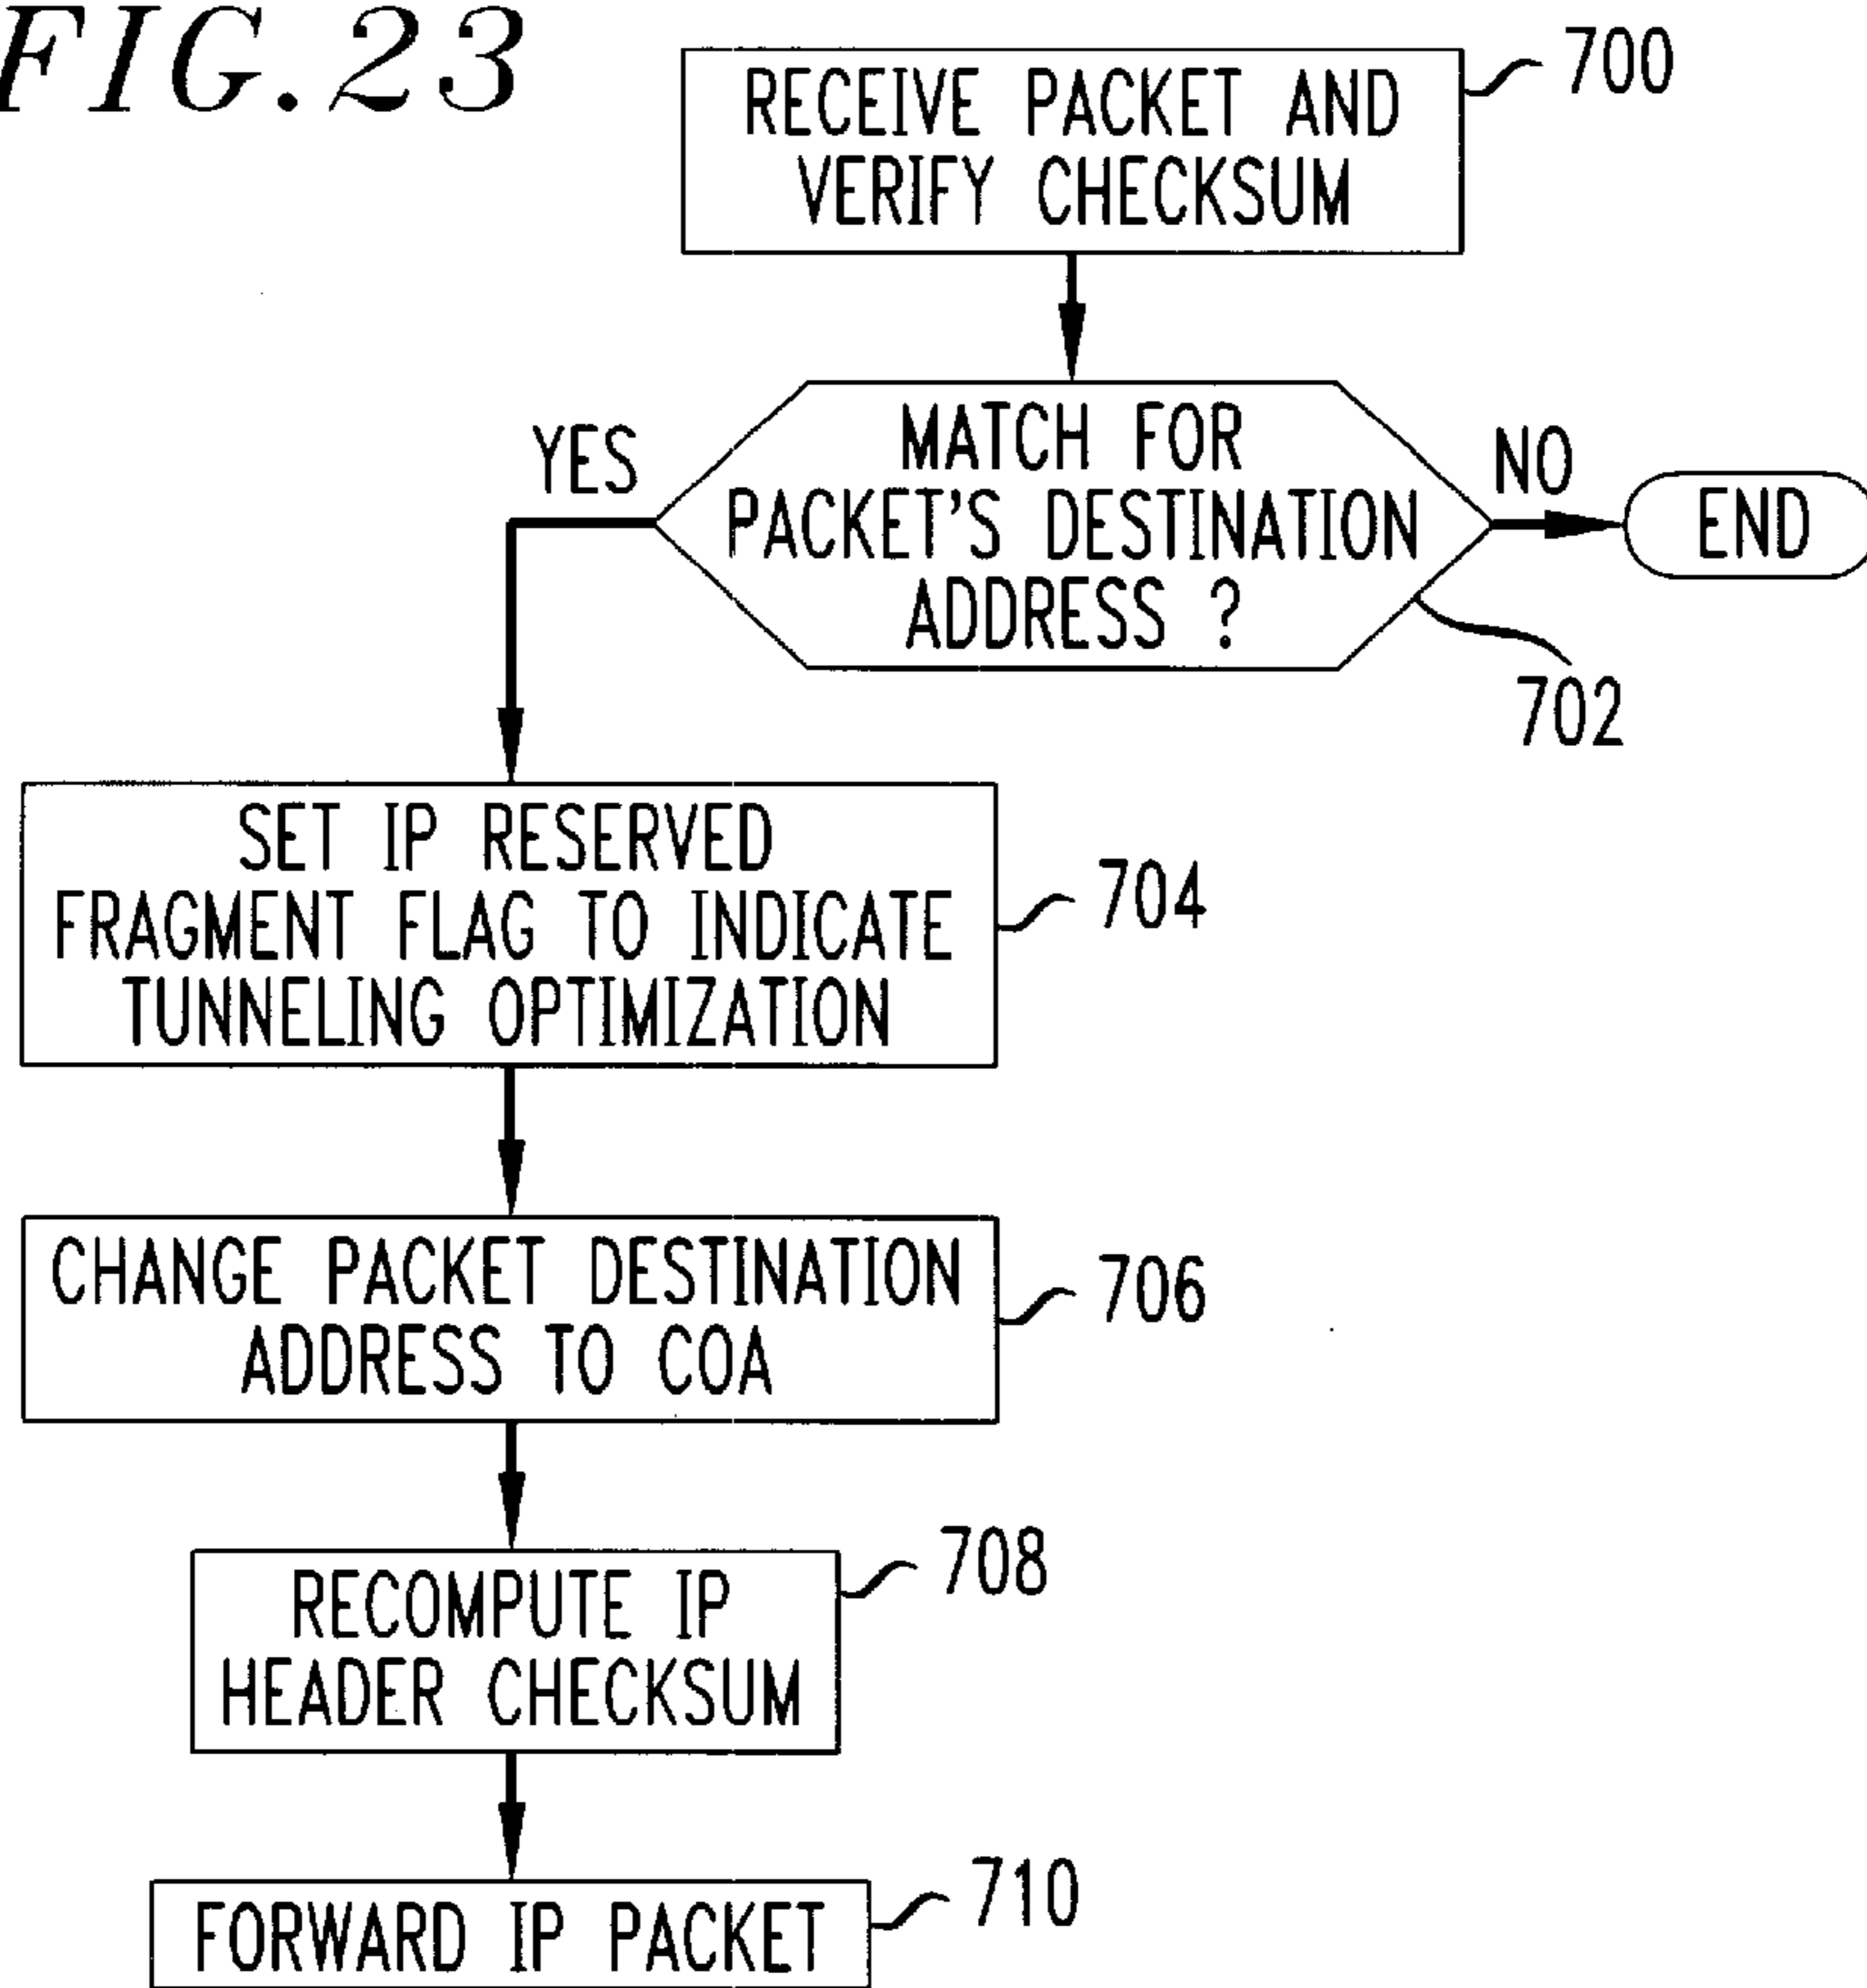 FIG.23
RECEIVE PACKET AND
VERIFY CHECKSUM
700
MATCH FOR
PACKET'S DESTINATION
ADDRESS ?
YES
NO
END
702
SET IP RESERVED
FRAGMENT FLAG TO INDICATE
TUNNELING OPTIMIZATION
704
CHANGE PACKET DESTINATION
ADDRESS TO COA
706
RECOMPUTE IP
HEADER CHECKSUM
708
FORWARD IP PACKET
710